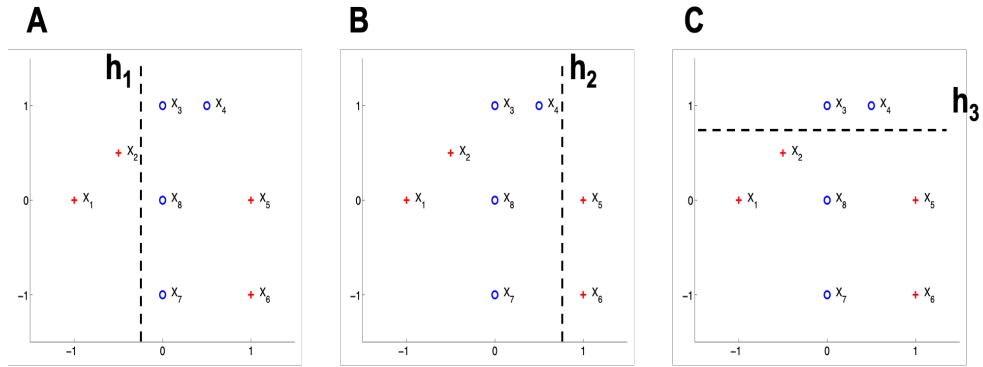 A B C
h1 h2 h3
1 X3 X4 1 X3 X4 1 X3 X4
X2 X2 X2
0 X1 X8 X5 0 X1 X8 X5 0 X1 X8 X5
−1 X7 X6 −1 X7 X6 −1 X7 X6
−1 0 1 −1 0 1 −1 0 1